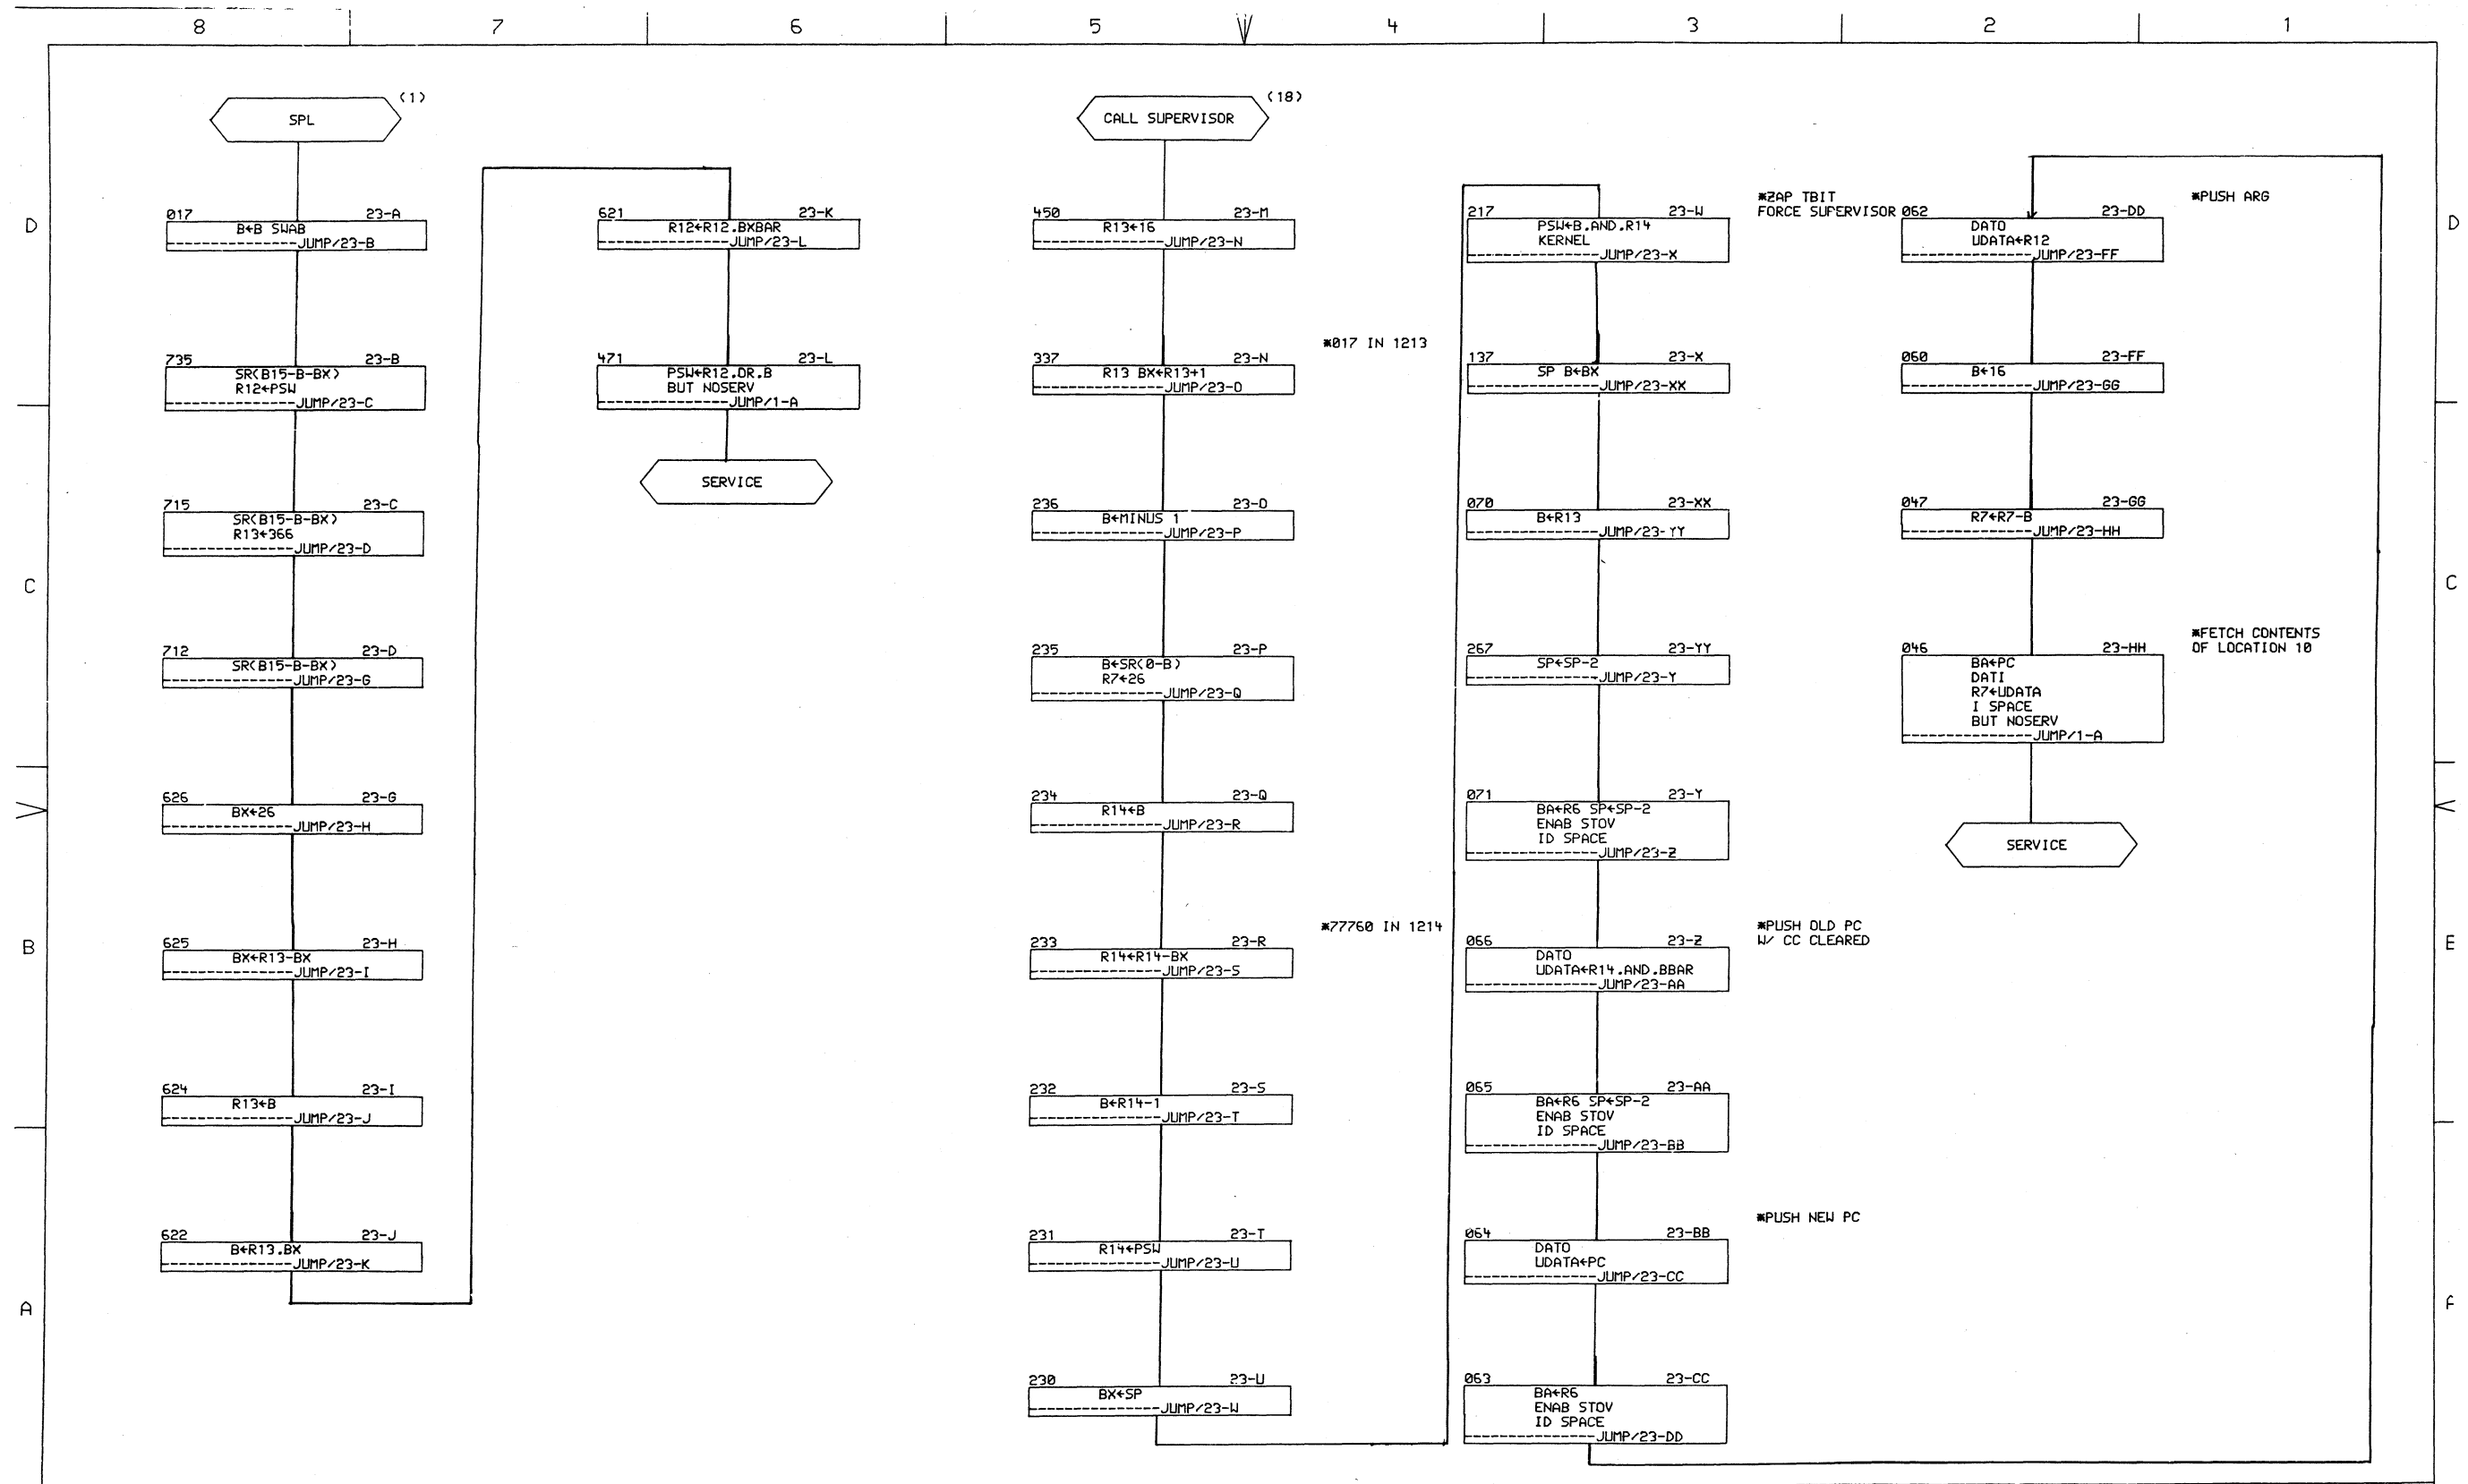 8 7 6 5 4 3 2 1
D
C
B
A
SPL
(1)
017 23-A
B←B SWAB
JUMP/23-B
735 23-B
SR(B15-B-BX)
R12←PSW
JUMP/23-C
715 23-C
SR(B15-B-BX)
R13←366
JUMP/23-D
712 23-D
SR(B15-B-BX)
JUMP/23-G
626 23-G
BX←26
JUMP/23-H
625 23-H
BX←R13-BX
JUMP/23-I
624 23-I
R13←B
JUMP/23-J
622 23-J
B←R13.BX
JUMP/23-K
621 23-K
R12←R12.BXBAR
JUMP/23-L
471 23-L
PSW←R12.OR.B
BUT NOSERV
JUMP/1-A
SERVICE
CALL SUPERVISOR
(18)
450 23-M
R13←16
JUMP/23-N
*017 IN 1213
337 23-N
R13 BX←R13+1
JUMP/23-O
236 23-O
B←MINUS 1
JUMP/23-P
235 23-P
B←SR(0-B)
R7←26
JUMP/23-Q
234 23-Q
R14←B
JUMP/23-R
*77760 IN 1214
233 23-R
R14←R14-BX
JUMP/23-S
232 23-S
B←R14-1
JUMP/23-T
231 23-T
R14←PSW
JUMP/23-U
230 23-U
BX←SP
JUMP/23-W
*ZAP TBIT
FORCE SUPERVISOR
217 23-W
PSW←B.AND.R14
KERNEL
JUMP/23-X
137 23-X
SP B←BX
JUMP/23-XX
070 23-XX
B←R13
JUMP/23-YY
267 23-YY
SP←SP-2
JUMP/23-Y
071 23-Y
BA←R6 SP←SP-2
ENAB STOV
ID SPACE
JUMP/23-Z
*PUSH OLD PC
W/ CC CLEARED
066 23-Z
DATO
UDATA←R14.AND.BBAR
JUMP/23-AA
065 23-AA
BA←R6 SP←SP-2
ENAB STOV
ID SPACE
JUMP/23-BB
*PUSH NEW PC
064 23-BB
DATO
UDATA←PC
JUMP/23-CC
063 23-CC
BA←R6
ENAB STOV
ID SPACE
JUMP/23-DD
*PUSH ARG
062 23-DD
DATO
UDATA←R12
JUMP/23-FF
060 23-FF
B←16
JUMP/23-GG
047 23-GG
R7←R7-B
JUMP/23-HH
*FETCH CONTENTS
OF LOCATION 10
046 23-HH
BA←PC
DATI
R7←UDATA
I SPACE
BUT NOSERV
JUMP/1-A
SERVICE
D
C